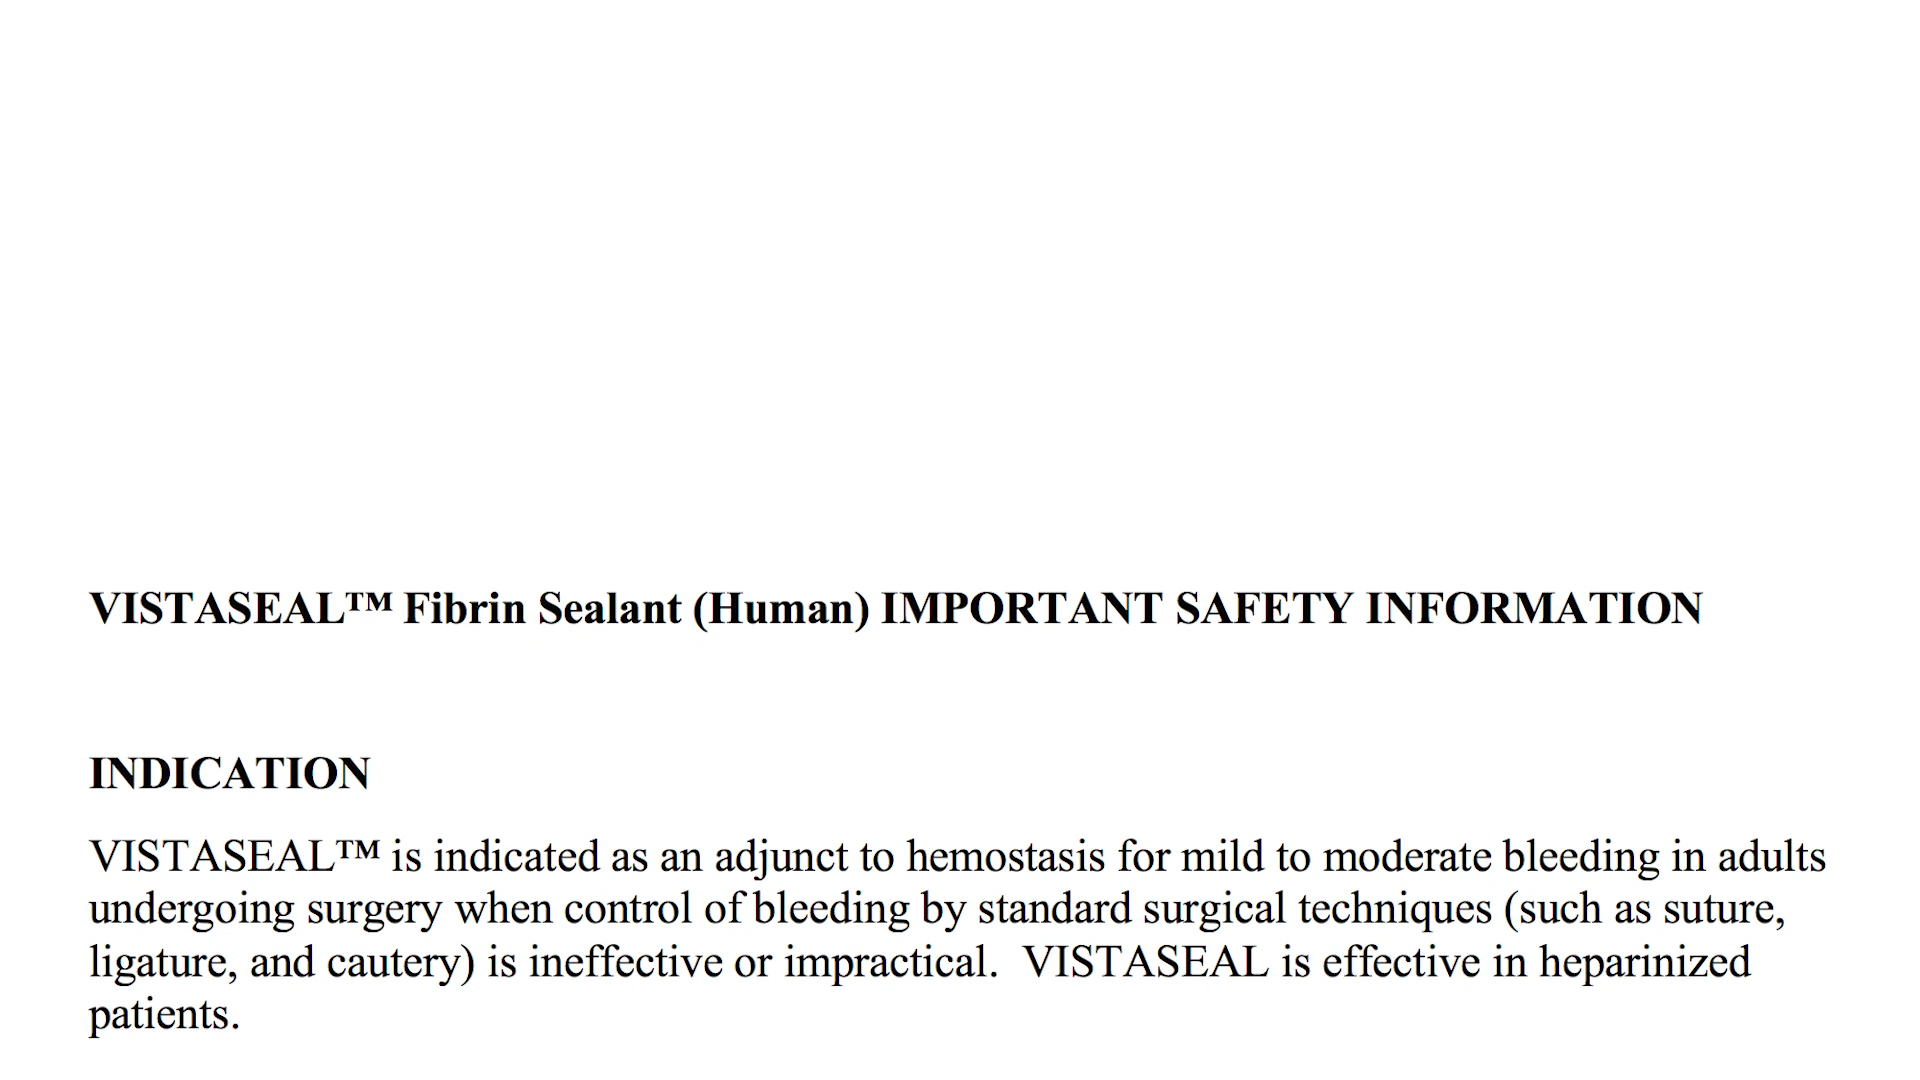 VISTASEAL™ Fibrin Sealant (Human) IMPORTANT SAFETY INFORMATION
INDICATION
VISTASEAL™ is indicated as an adjunct to hemostasis for mild to moderate bleeding in adults
undergoing surgery when control of bleeding by standard surgical techniques (such as suture,
ligature, and cautery) is ineffective or impractical.  VISTASEAL is effective in heparinized
patients.